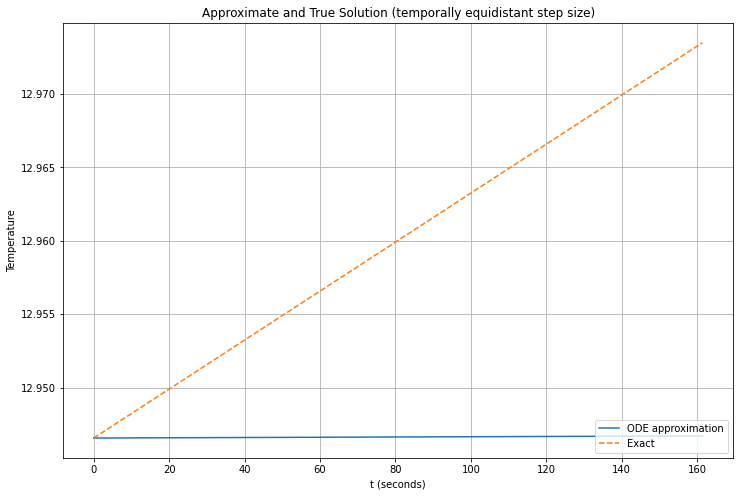 Approximate and True Solution (temporally equidistant step size)
Temperature
12.970
12.965
12.960
12.955
12.950
0 20 40 60 80 100 120 140 160
t (seconds)
ODE approximation
Exact